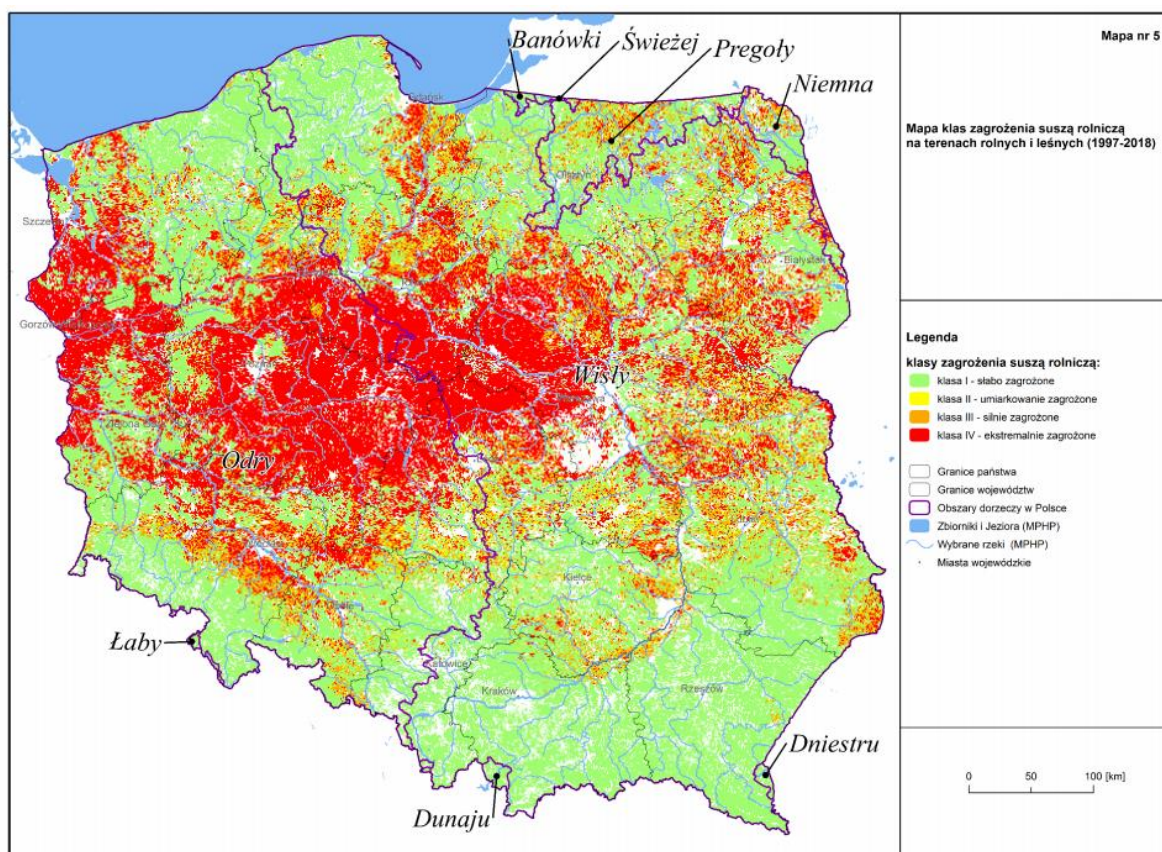 Mapa nr 5
Mapa klas zagrożenia suszą rolniczą
na terenach rolnych i leśnych (1997-2018)
Banówki
Świeżej
Pregoły
Niemna
Gdańsk
Olsztyn
Białystok
Wisły
Odry
Kielce
Katowice
Kraków
Rzeszów
Łaby
Dunaju
Dniestru
Legenda
klasy zagrożenia suszą rolniczą:
klasa I - słabo zagrożone
klasa II - umiarkowanie zagrożone
klasa III - silnie zagrożone
klasa IV - ekstremalnie zagrożone
Granice państwa
Granice województw
Obszary dorzeczy w Polsce
Zbiorniki i Jeziora (MPHP)
Wybrane rzeki (MPHP)
Miasta wojewódzkie
0 50 100 [km]